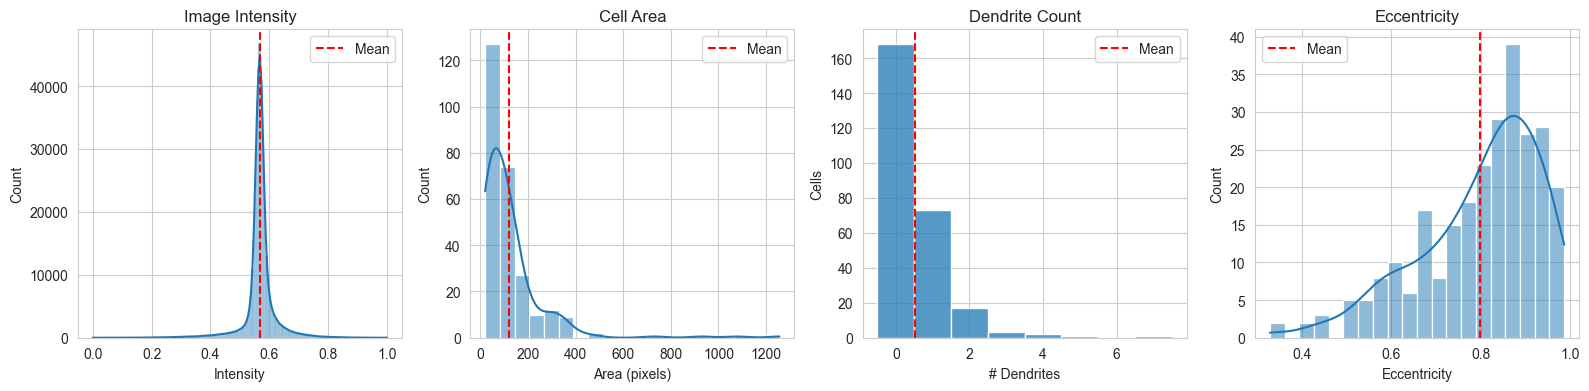 Image Intensity
Mean
Count
40000
30000
20000
10000
0
0.0 0.2 0.4 0.6 0.8 1.0
Intensity
Cell Area
Mean
Count
120
100
80
60
40
20
0
0 200 400 600 800 1000 1200
Area (pixels)
Dendrite Count
Mean
Cells
160
140
120
100
80
60
40
20
0
0 2 4 6
# Dendrites
Eccentricity
Mean
Count
40
35
30
25
20
15
10
5
0
0.4 0.6 0.8 1.0
Eccentricity